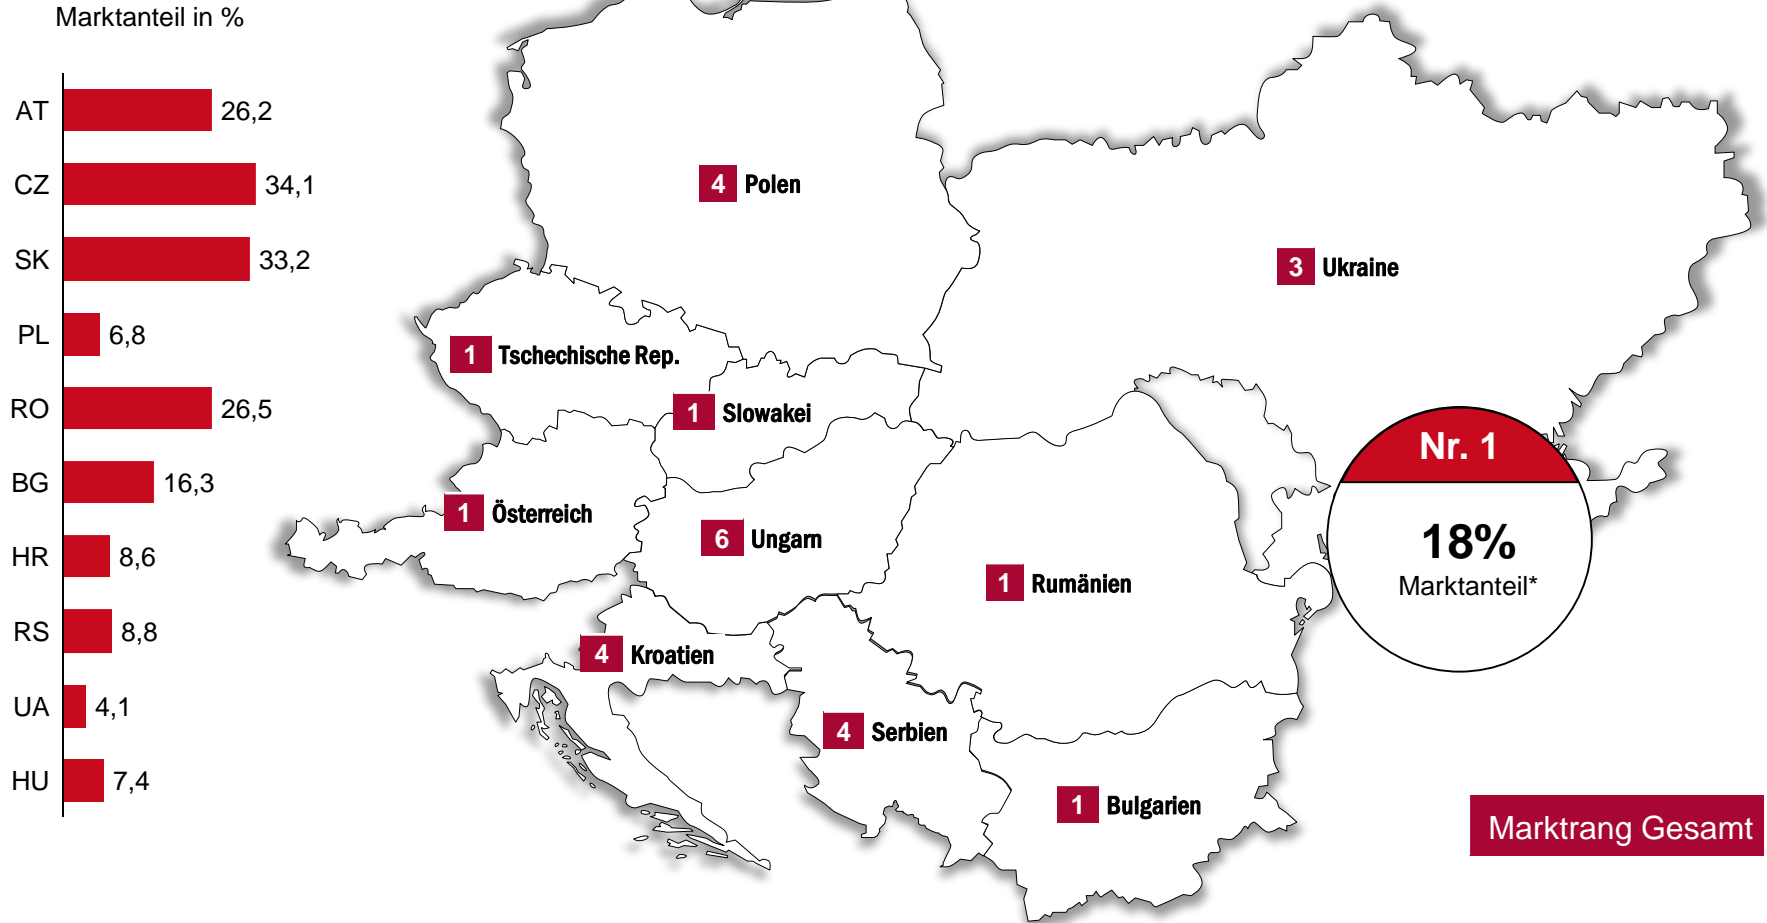 Marktanteil in %
AT 26,2
CZ 34,1
SK 33,2
PL 6,8
RO 26,5
BG 16,3
HR 8,6
RS 8,8
UA 4,1
HU 7,4
4 Polen
3 Ukraine
1 Tschechische Rep.
1 Slowakei
1 Österreich
6 Ungarn
1 Rumänien
4 Kroatien
4 Serbien
1 Bulgarien
Nr. 1
18%
Marktanteil*
Marktrang Gesamt